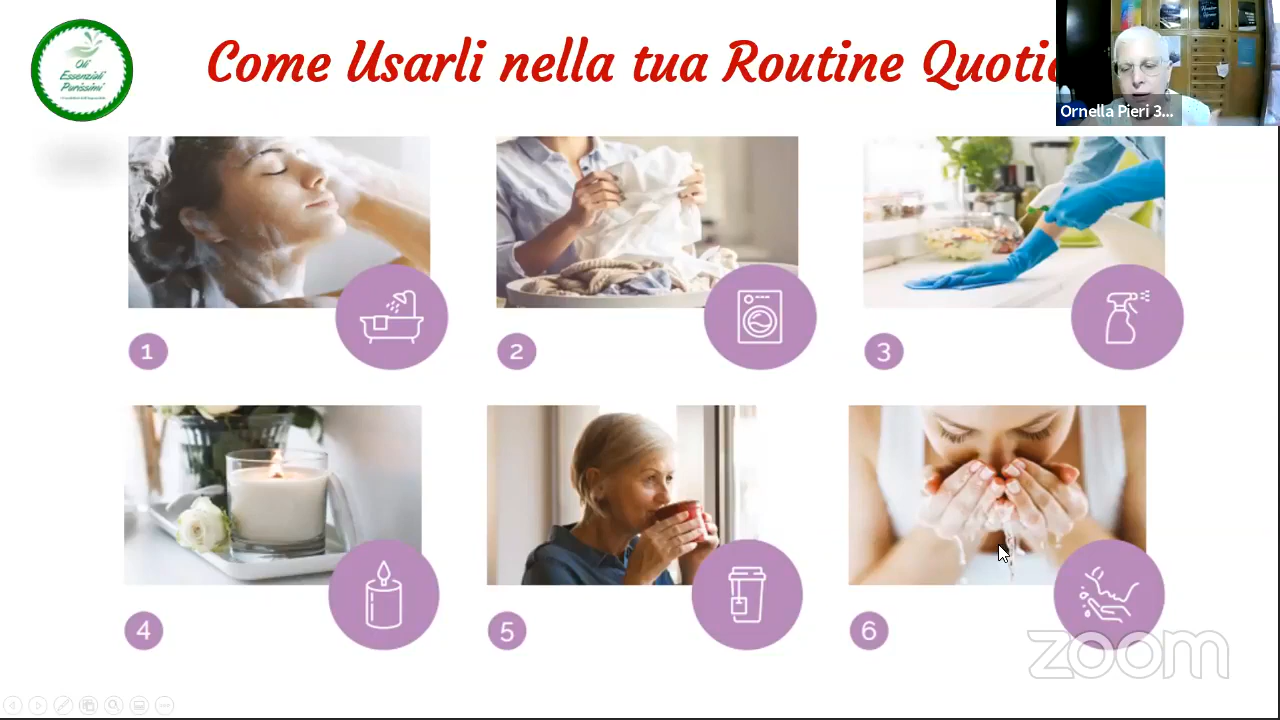 Come Usarli nella tua Routine Quoti
Oli
Essenziali
Purissimi
Ornella Pieri 3...
1
2
3
4
5
6
zoom